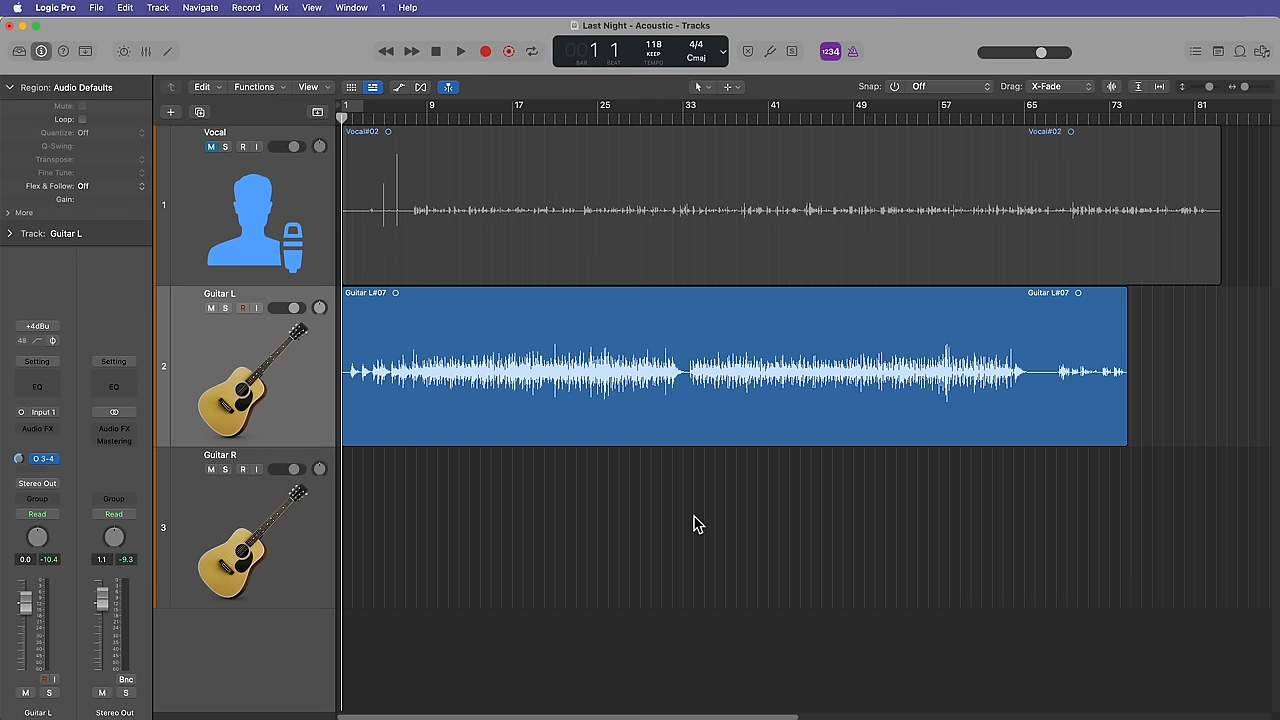 Logic Pro File Edit Track Navigate Record Mix View Window 1 Help
Last Night - Acoustic - Tracks
1 1 118 4/4
KEEP Cmaj
BAR BEAT TEMPO
1234
Region: Audio Defaults
Edit Functions View
Snap: Off
Drag: X-Fade
1 9 17 25 33 41 49 57 65 73 81
Mute:
Loop:
Quantize: Off
Q-Swing:
Transpose:
Fine Tune:
Flex & Follow: Off
Gain:
More
Track: Guitar L
1
Vocal
M S R I
Vocal#02
Vocal#02
2
Guitar L
M S R I
Guitar L#07
Guitar L#07
3
Guitar R
M S R I
+4dBu
48
Setting Setting
EQ EQ
Input 1
Audio FX Audio FX
Mastering
3-4
Stereo Out
Group Group
Read Read
0.0 -10.4 1.1 -9.3
R I Bnc
M S M S
Guitar L Stereo Out